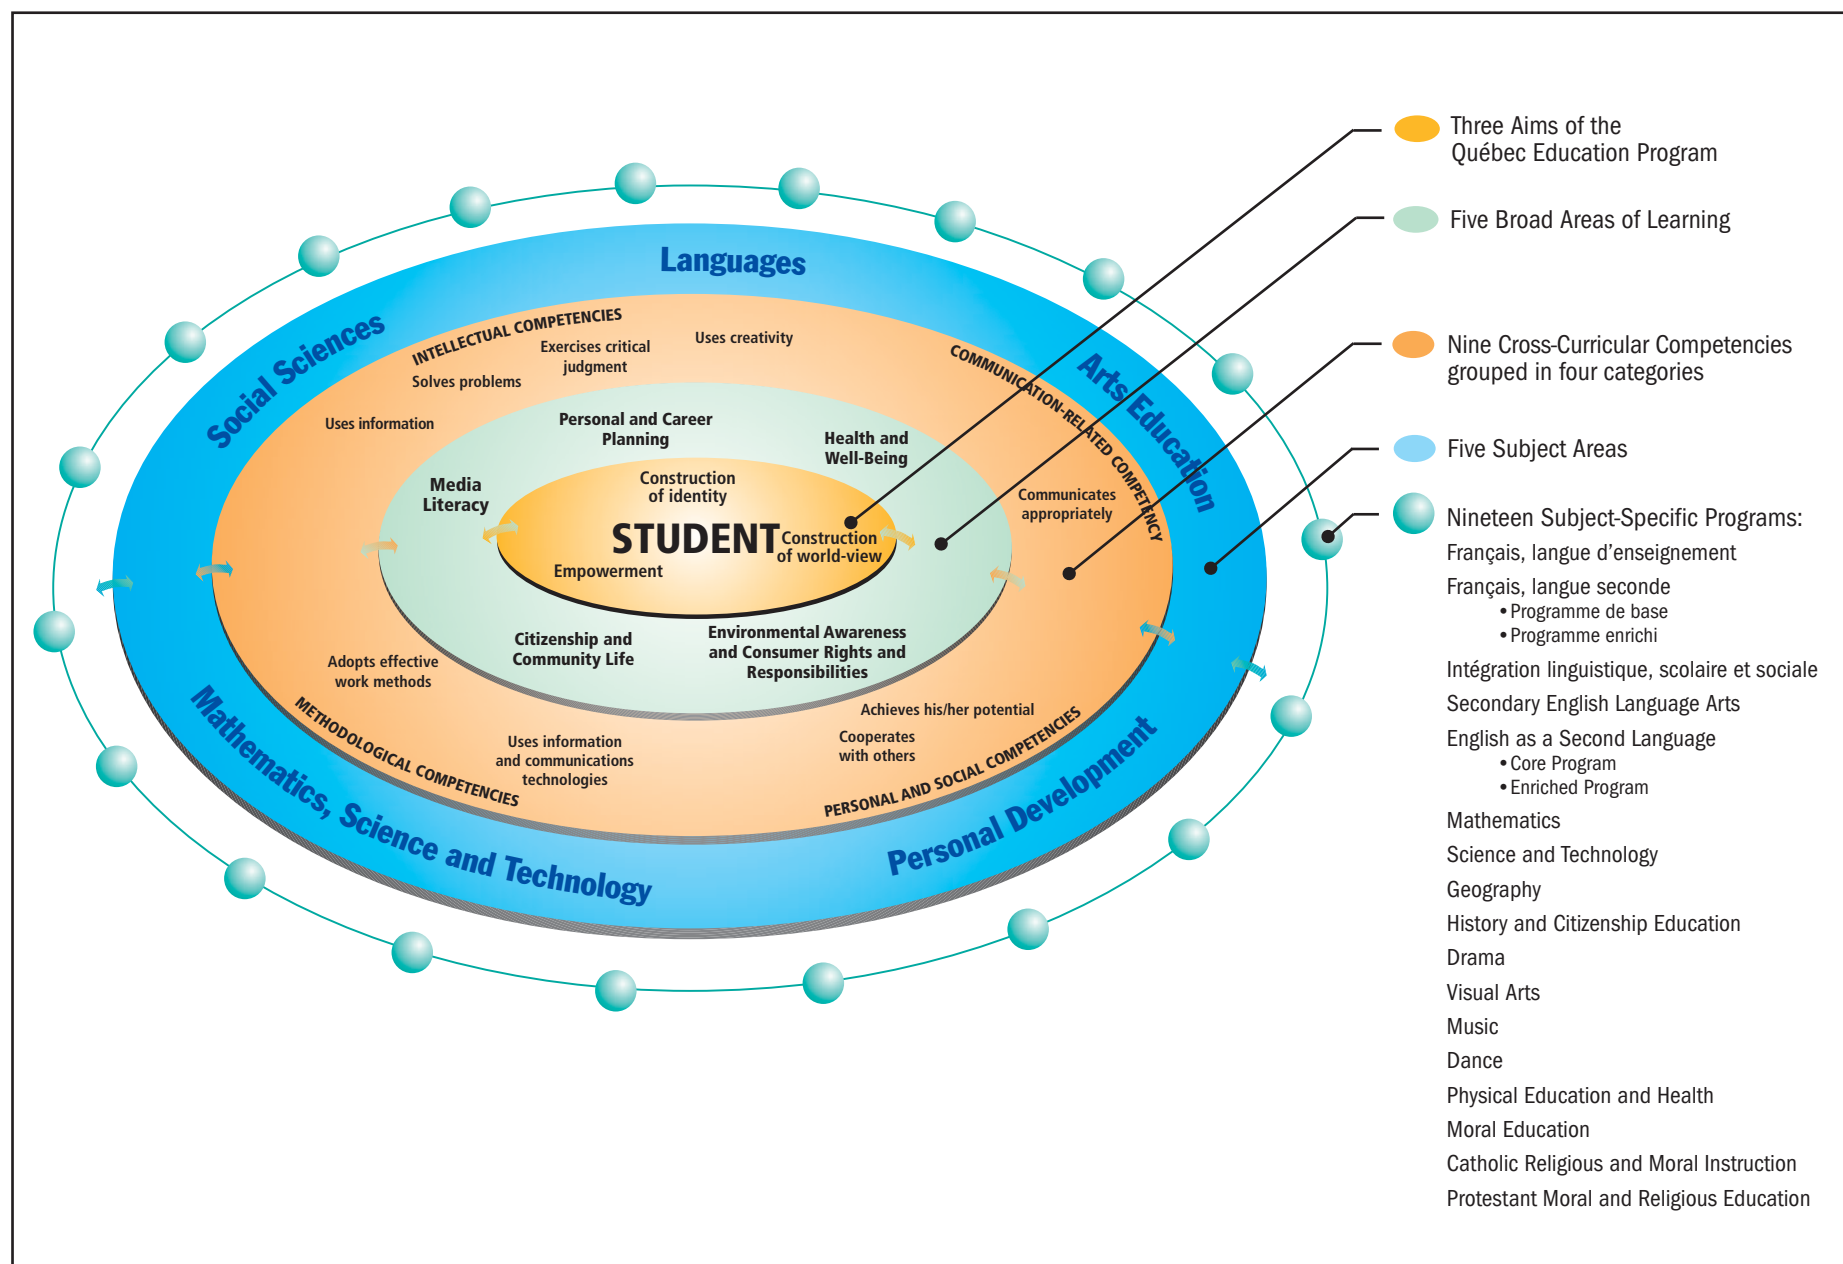 Languages
Social Sciences
Arts Education
Mathematics, Science and Technology
Personal Development
INTELLECTUAL COMPETENCIES
Uses creativity
Exercises critical
judgment
Solves problems
Uses information
COMMUNICATION-RELATED COMPETENCY
Communicates
appropriately
METHODOLOGICAL COMPETENCIES
Adopts effective
work methods
Uses information
and communications
technologies
PERSONAL AND SOCIAL COMPETENCIES
Achieves his/her potential
Cooperates
with others
Personal and Career
Planning
Health and
Well-Being
Media
Literacy
Citizenship and
Community Life
Environmental Awareness
and Consumer Rights and
Responsibilities
Construction
of identity
STUDENT
Construction
of world-view
Empowerment
Three Aims of the
Québec Education Program
Five Broad Areas of Learning
Nine Cross-Curricular Competencies
grouped in four categories
Five Subject Areas
Nineteen Subject-Specific Programs:
Français, langue d’enseignement
Français, langue seconde
• Programme de base
• Programme enrichi
Intégration linguistique, scolaire et sociale
Secondary English Language Arts
English as a Second Language
• Core Program
• Enriched Program
Mathematics
Science and Technology
Geography
History and Citizenship Education
Drama
Visual Arts
Music
Dance
Physical Education and Health
Moral Education
Catholic Religious and Moral Instruction
Protestant Moral and Religious Education